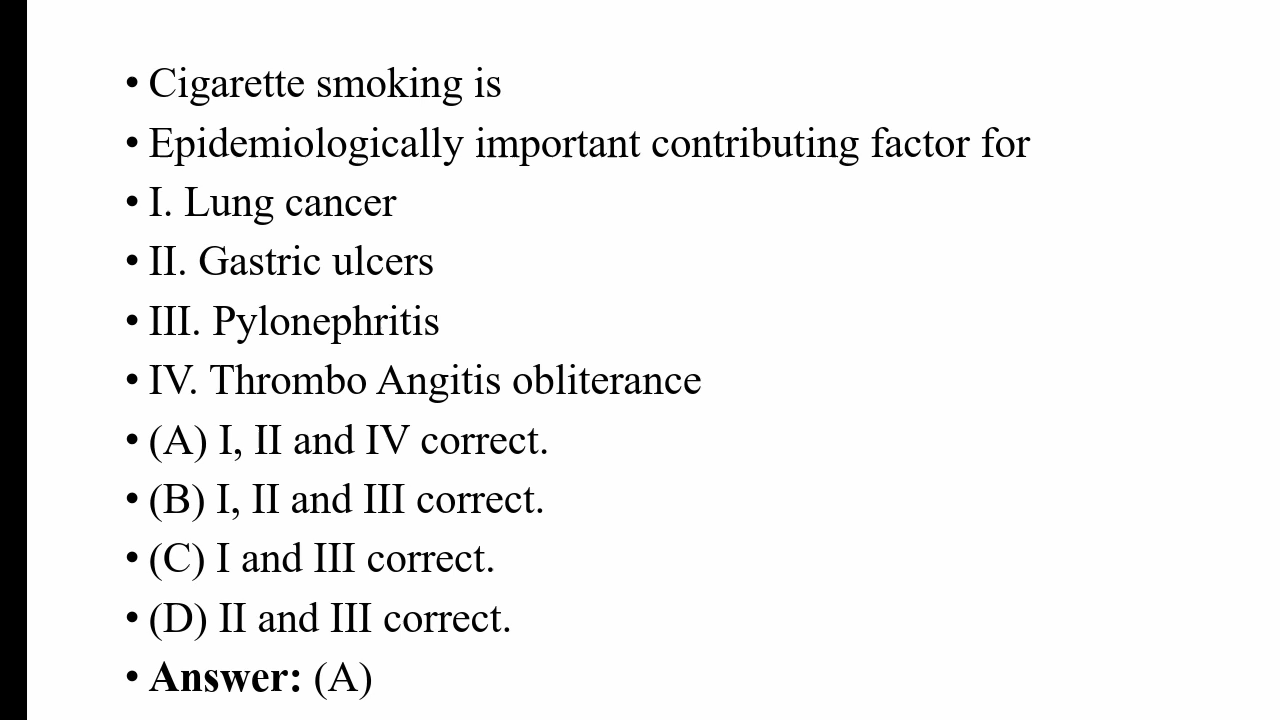 • Cigarette smoking is
• Epidemiologically important contributing factor for
• I. Lung cancer
• II. Gastric ulcers
• III. Pylonephritis
• IV. Thrombo Angitis obliterance
• (A) I, II and IV correct.
• (B) I, II and III correct.
• (C) I and III correct.
• (D) II and III correct.
• Answer: (A)